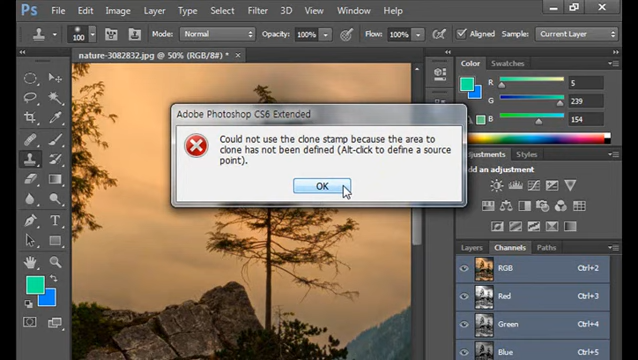 Ps File Edit Image Layer Type Select Filter 3D View Window Help
100 Mode: Normal Opacity: 100% Flow: 100% Aligned Sample: Current Layer
nature-3082832.jpg @ 50% (RGB/8#) * ×
Color Swatches
R 5
G 239
B 154
Adobe Photoshop CS6 Extended
Could not use the clone stamp because the area to
clone has not been defined (Alt-click to define a source
point).
OK
Adjustments Styles
Add an adjustment
Layers Channels Paths
RGB Ctrl+2
Red Ctrl+3
Green Ctrl+4
Blue Ctrl+5